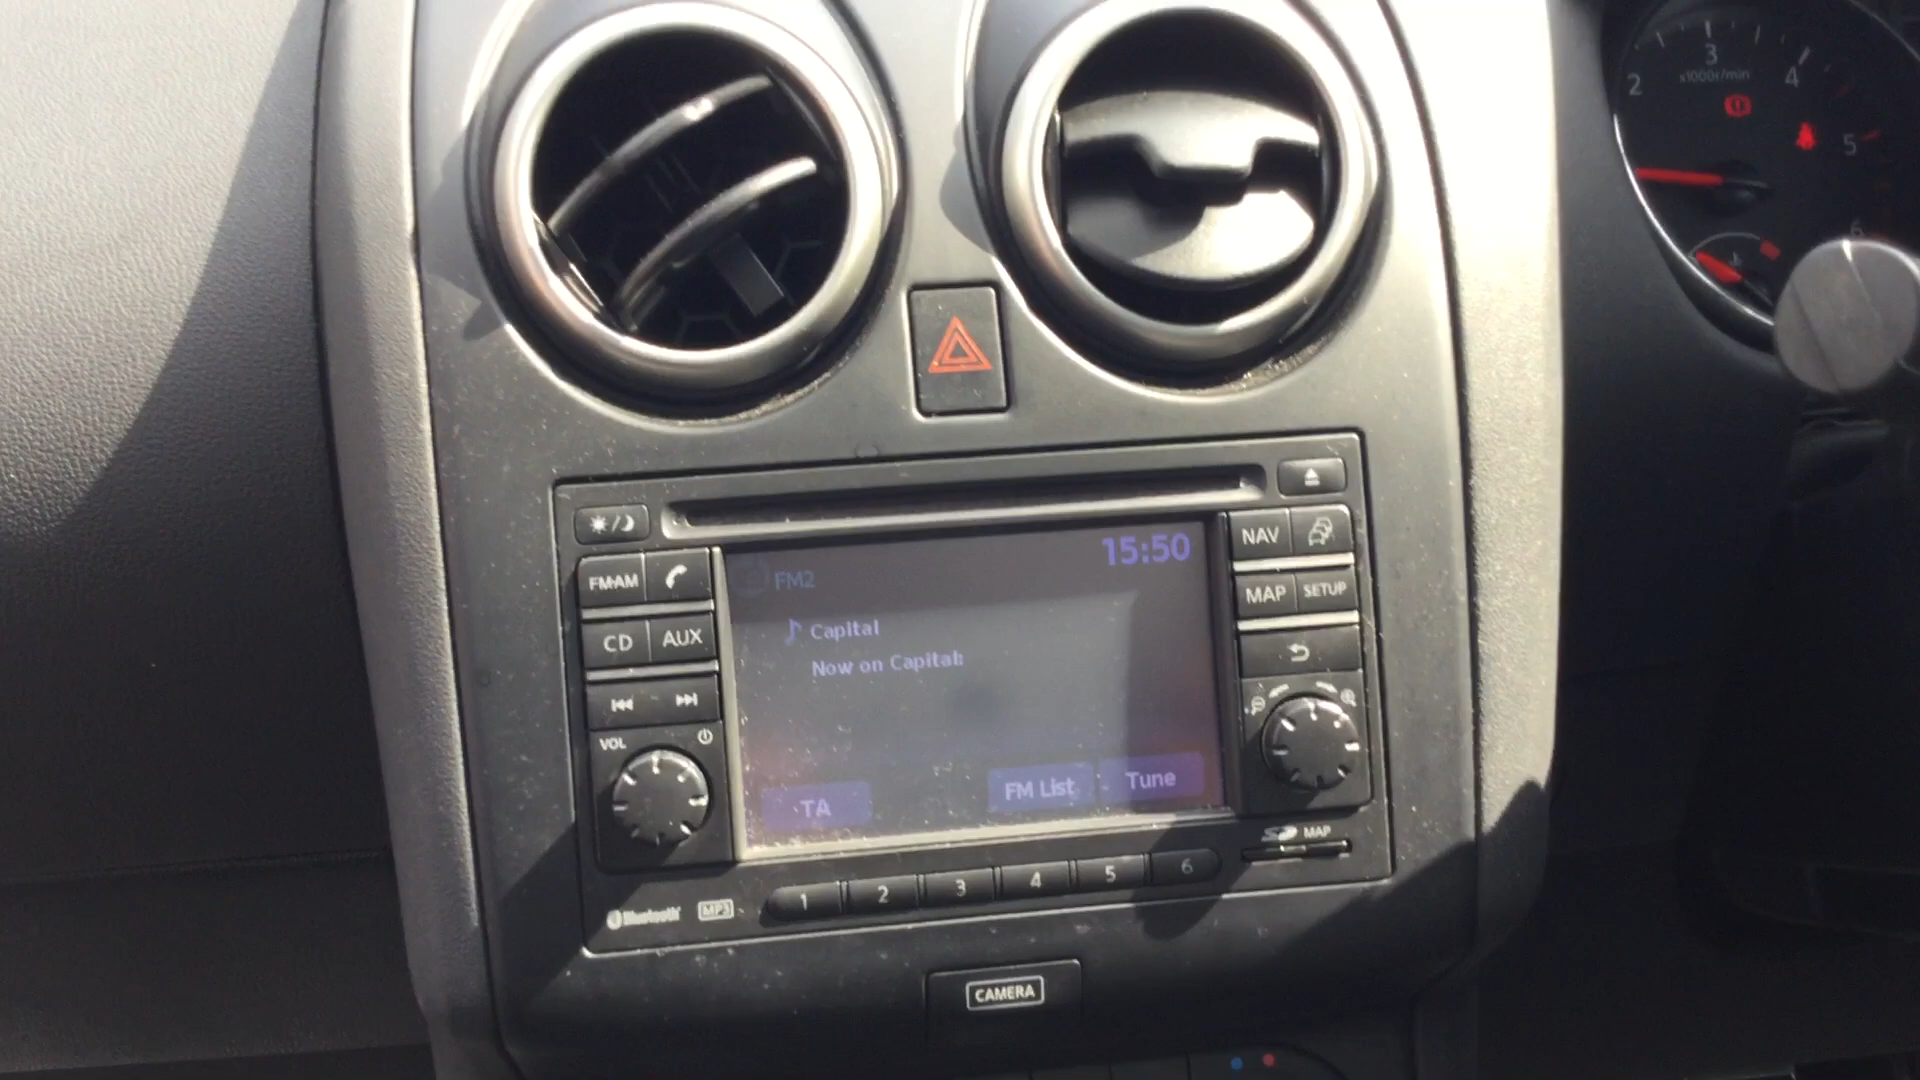 2 3 4 5 6
x1000r/min
NAV
15:50
FM2
FM·AM
MAP SETUP
Capital
CD AUX
Now on Capital:
VOL
FM List Tune
TA
MAP
1 2 3 4 5 6
Bluetooth MP3
CAMERA